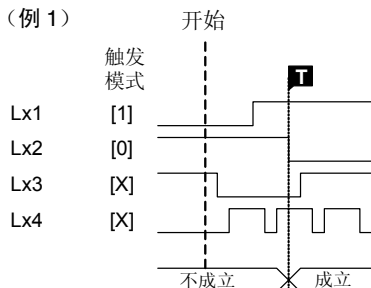 （例 1） 开始
触发
模式
T
Lx1 [1]
Lx2 [0]
Lx3 [X]
Lx4 [X]
不成立 成立